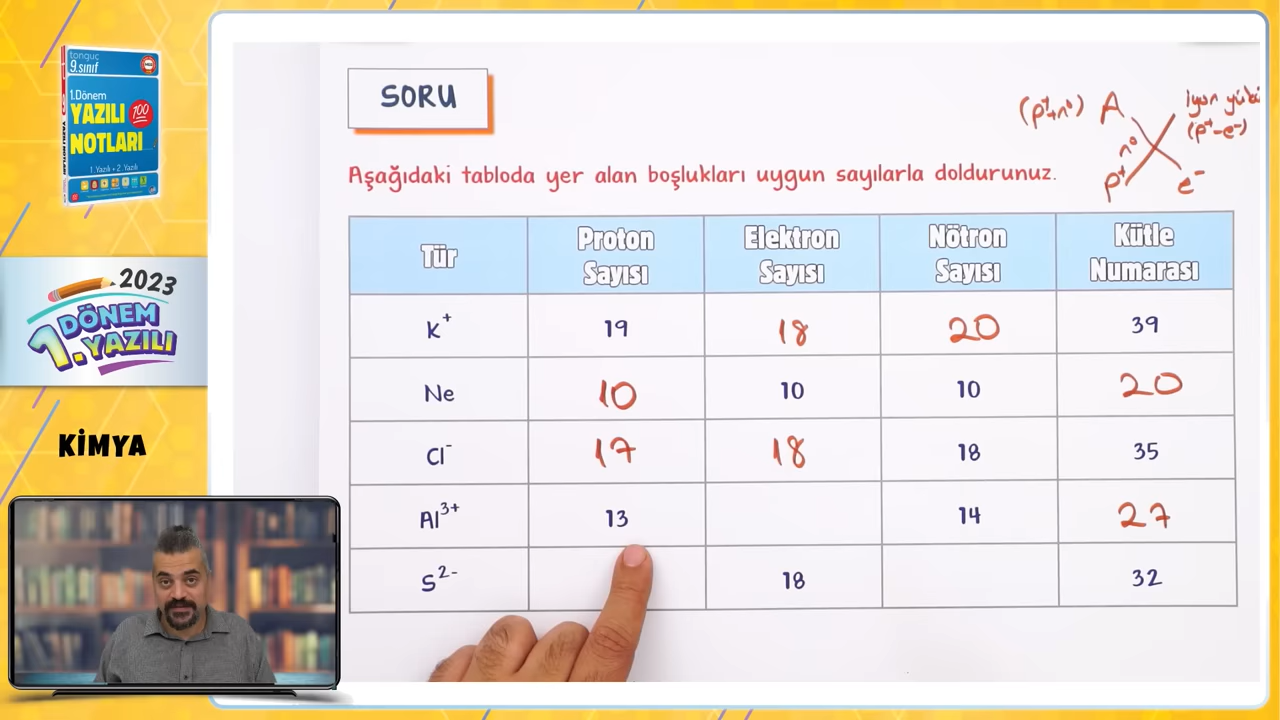 tonguç
9.sınıf
1.Dönem
YAZILI
100
NOTLARI
1.Yazılı • 2.Yazılı
YAZILI NOTLARI
2023
1. DÖNEM
YAZILI
KİMYA
SORU
(p⁺+n⁰) A
iyon yükü
(p⁺-e⁻)
n⁰
p⁺
e⁻
Aşağıdaki tabloda yer alan boşlukları uygun sayılarla doldurunuz.
Tür Proton Sayısı Elektron Sayısı Nötron Sayısı Kütle Numarası
K⁺ 19 18 20 39
Ne 10 10 10 20
Cl⁻ 17 18 18 35
Al³⁺ 13 14 27
S²⁻ 18 32